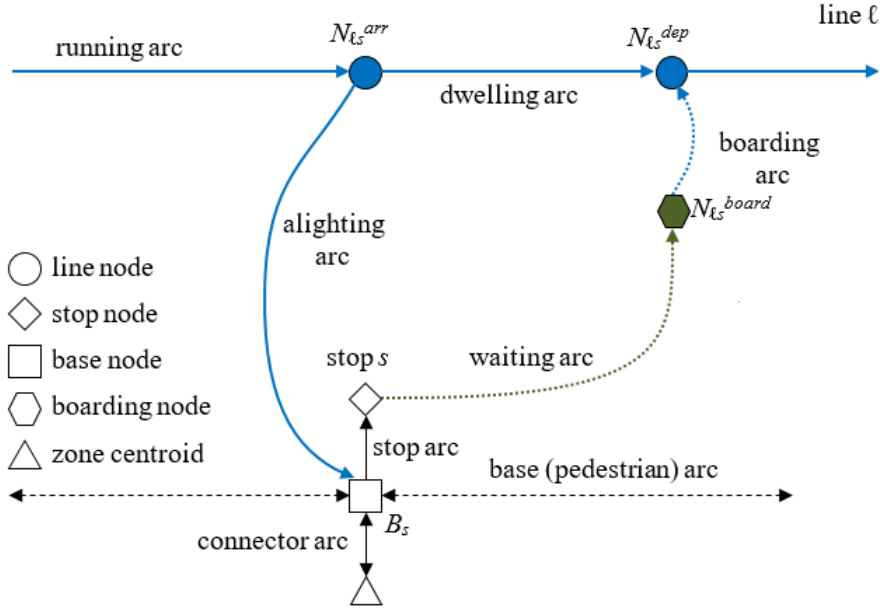 line ℓ
N_ℓs^arr
N_ℓs^dep
running arc
dwelling arc
boarding
arc
N_ℓs^board
alighting
arc
line node
stop node
base node
boarding node
zone centroid
stop s
waiting arc
stop arc
base (pedestrian) arc
B_s
connector arc